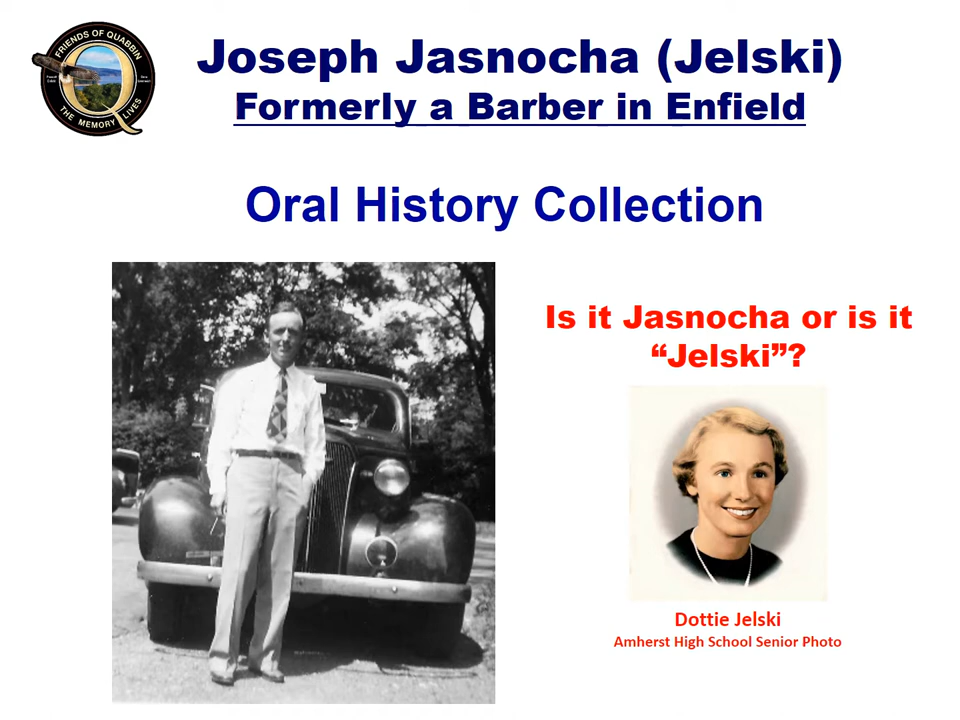 FRIENDS OF QUABBIN
THE MEMORY LIVES
Joseph Jasnocha (Jelski)
Formerly a Barber in Enfield
Oral History Collection
Is it Jasnocha or is it
“Jelski”?
Dottie Jelski
Amherst High School Senior Photo